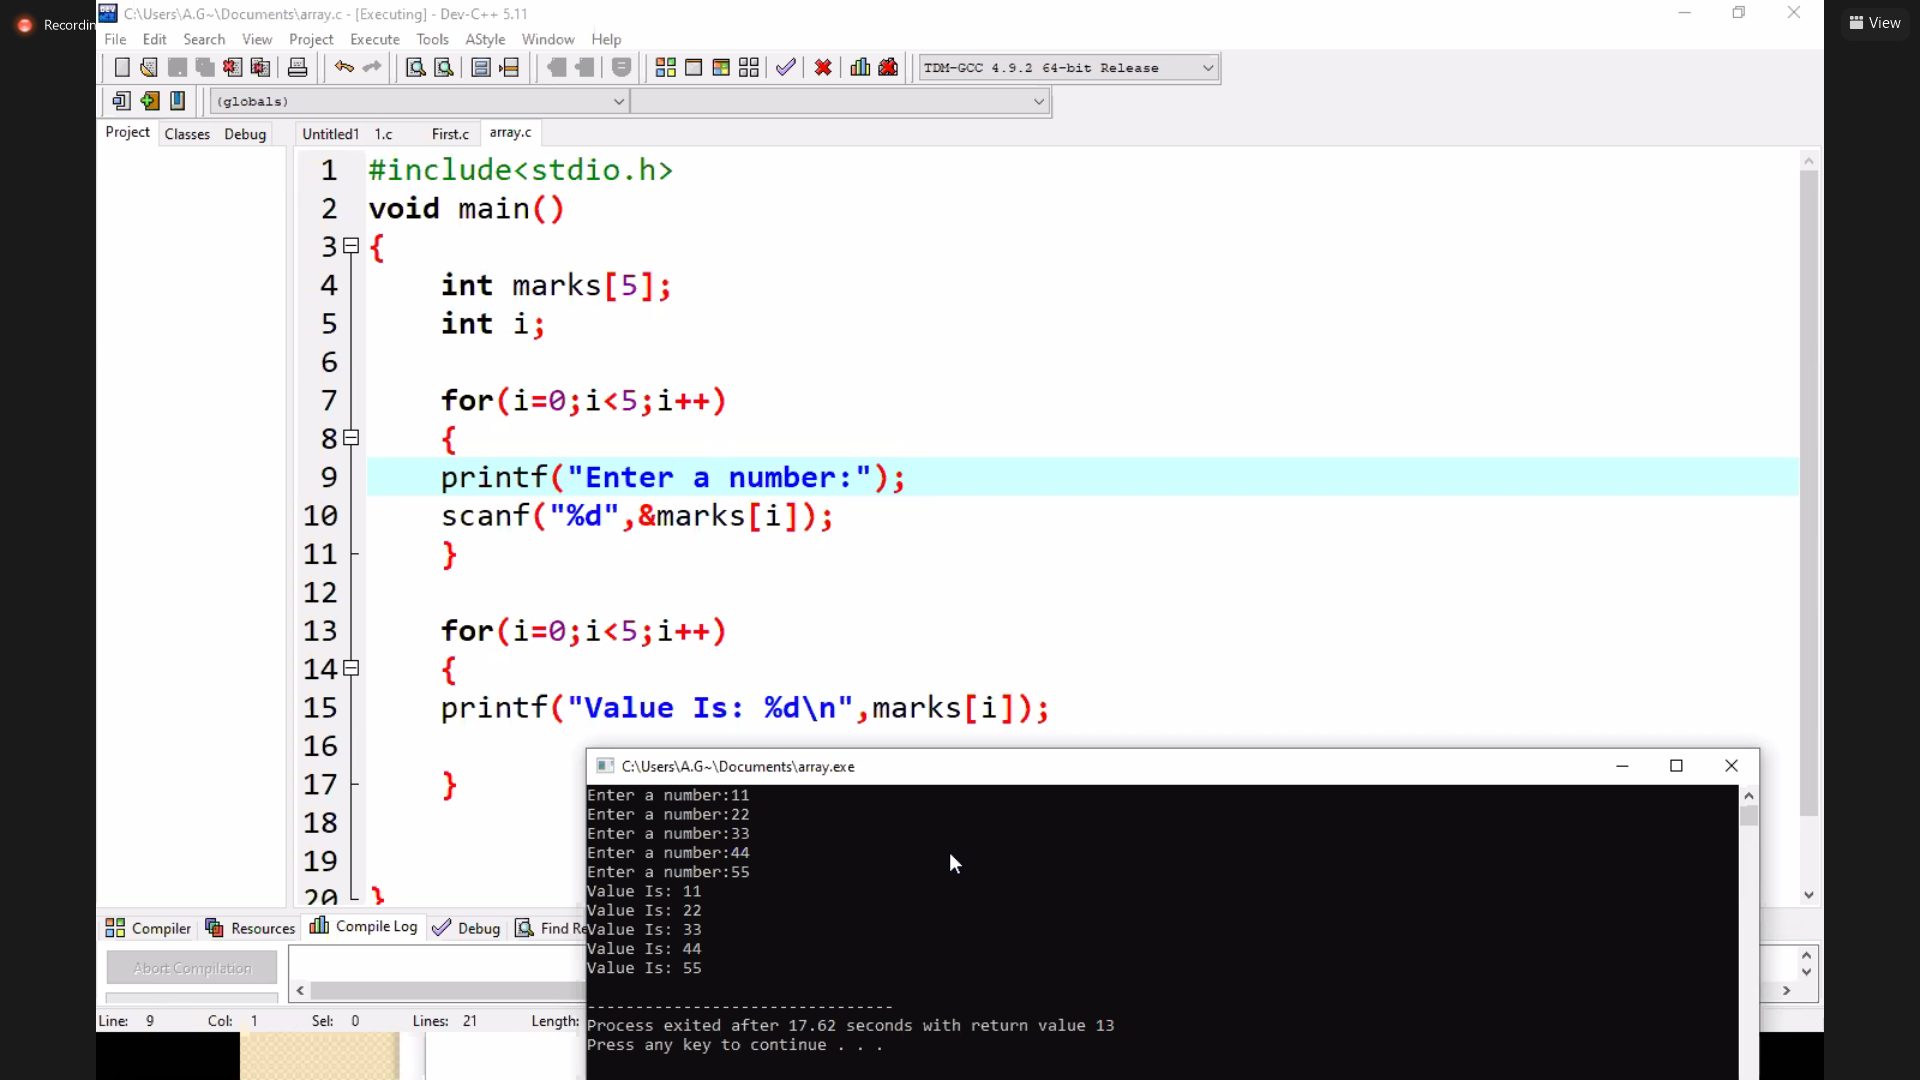 Recordin
View
C:\Users\A.G~\Documents\array.c - [Executing] - Dev-C++ 5.11
File Edit Search View Project Execute Tools AStyle Window Help
TDM-GCC 4.9.2 64-bit Release
(globals)
Project Classes Debug
Untitled1 1.c First.c array.c
1 #include<stdio.h>
2 void main()
3 {
4 int marks[5];
5 int i;
6
7 for(i=0;i<5;i++)
8 {
9 printf("Enter a number:");
10 scanf("%d",&marks[i]);
11 }
12
13 for(i=0;i<5;i++)
14 {
15 printf("Value Is: %d\n",marks[i]);
16
17 }
18
19
20 }
C:\Users\A.G~\Documents\array.exe
Enter a number:11
Enter a number:22
Enter a number:33
Enter a number:44
Enter a number:55
Value Is: 11
Value Is: 22
Value Is: 33
Value Is: 44
Value Is: 55
--------------------------------
Process exited after 17.62 seconds with return value 13
Press any key to continue . . .
Compiler Resources Compile Log Debug Find Re
Abort Compilation
Line: 9 Col: 1 Sel: 0 Lines: 21 Length: